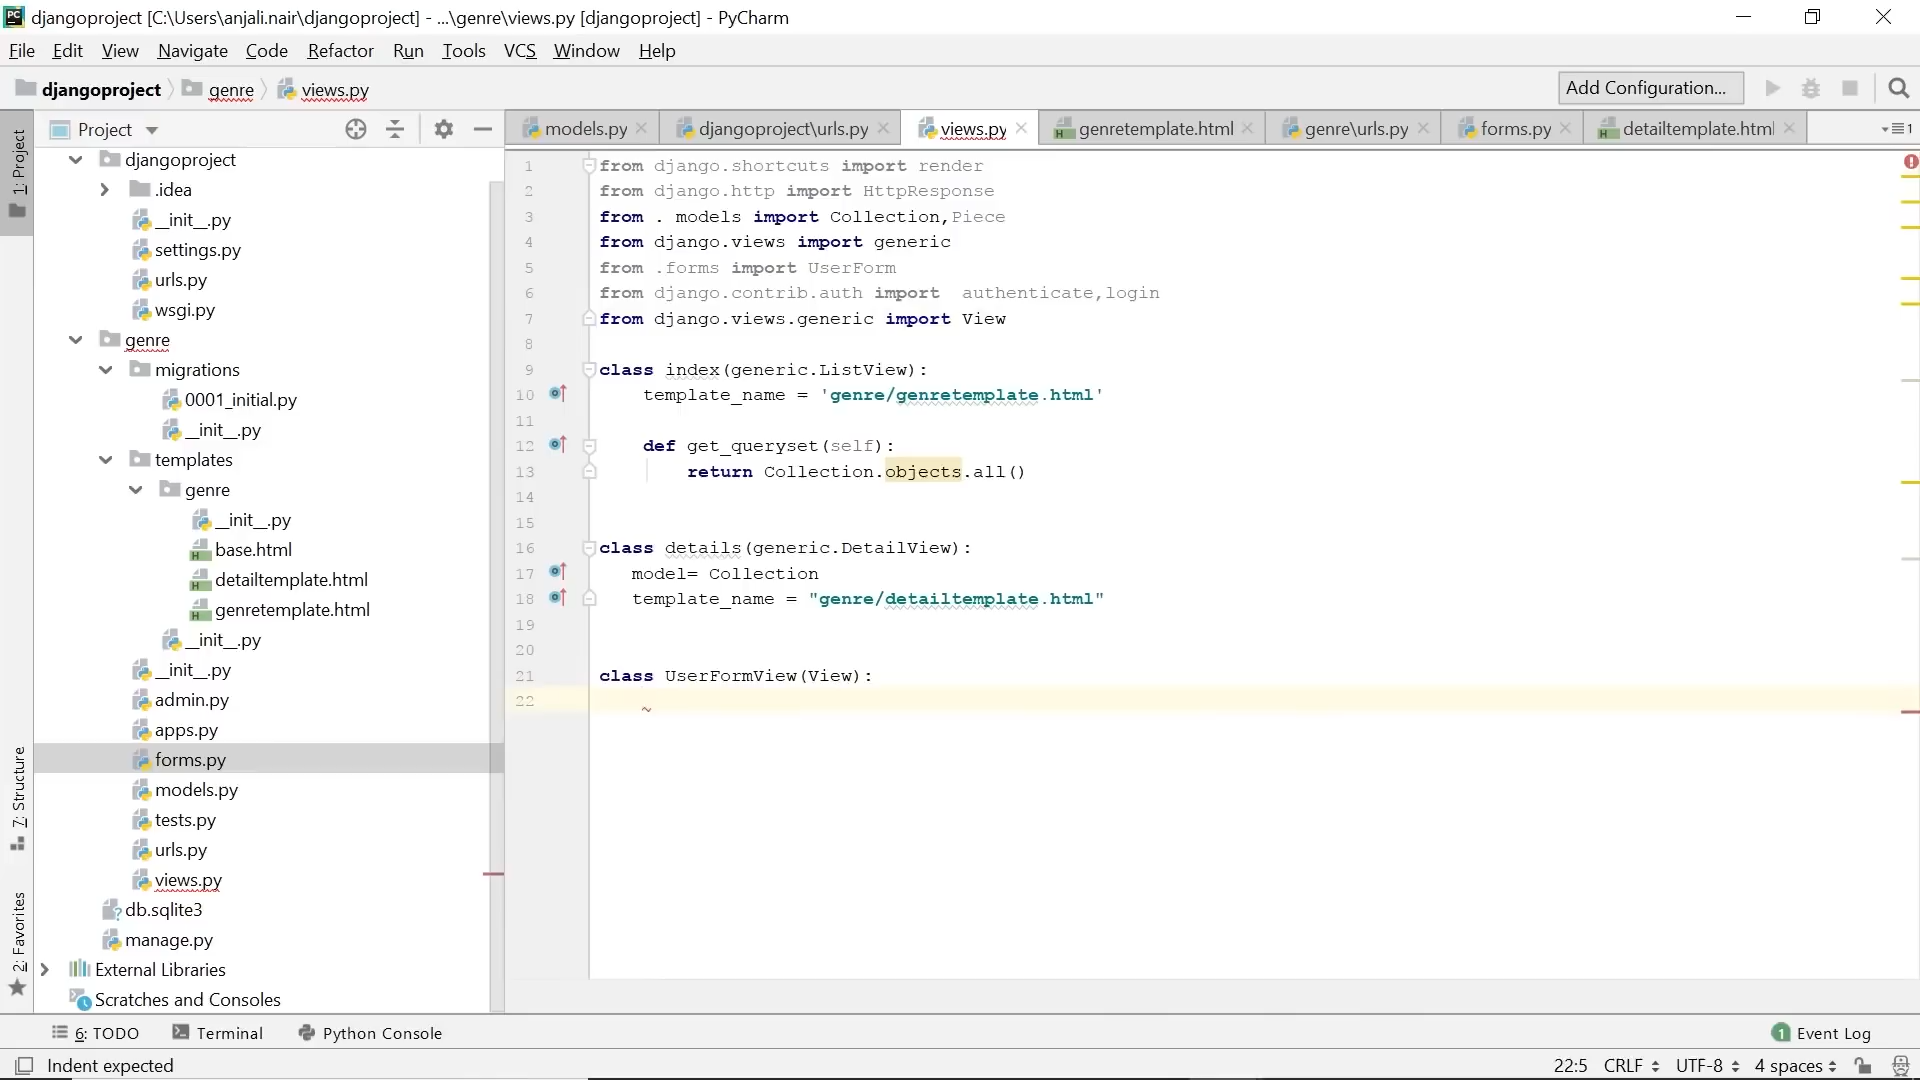 djangoproject [C:\Users\anjali.nair\djangoproject] - ...\genre\views.py [djangoproject] - PyCharm
File Edit View Navigate Code Refactor Run Tools VCS Window Help
djangoproject genre views.py Add Configuration...
Project
models.py djangoproject\urls.py views.py genretemplate.html genre\urls.py forms.py detailtemplate.html 1
1: Project
7: Structure
2: Favorites
djangoproject
.idea
__init__.py
settings.py
urls.py
wsgi.py
genre
migrations
0001_initial.py
__init__.py
templates
genre
__init__.py
base.html
detailtemplate.html
genretemplate.html
__init__.py
__init__.py
admin.py
apps.py
forms.py
models.py
tests.py
urls.py
views.py
db.sqlite3
manage.py
External Libraries
Scratches and Consoles
1 from django.shortcuts import render
2 from django.http import HttpResponse
3 from . models import Collection,Piece
4 from django.views import generic
5 from .forms import UserForm
6 from django.contrib.auth import  authenticate,login
7 from django.views.generic import View
8
9 class index(generic.ListView):
10     template_name = 'genre/genretemplate.html'
11
12     def get_queryset(self):
13         return Collection.objects.all()
14
15
16 class details(generic.DetailView):
17    model= Collection
18    template_name = "genre/detailtemplate.html"
19
20
21 class UserFormView(View):
22
6: TODO Terminal Python Console 1 Event Log
Indent expected 22:5 CRLF UTF-8 4 spaces